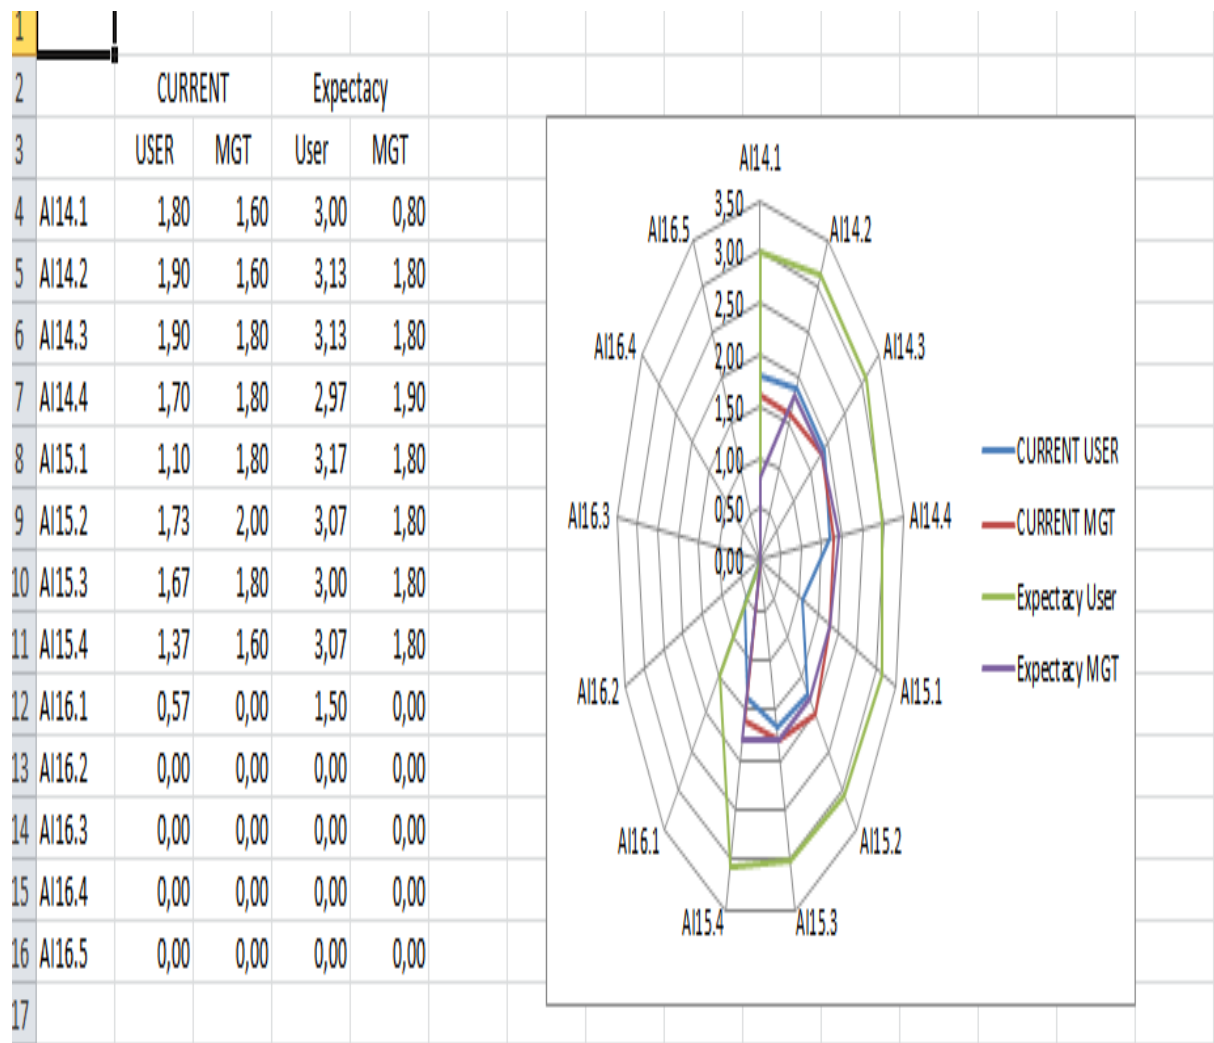 1
2 CURRENT Expectacy
3 USER MGT User MGT
4 AI14.1 1,80 1,60 3,00 0,80
5 AI14.2 1,90 1,60 3,13 1,80
6 AI14.3 1,90 1,80 3,13 1,80
7 AI14.4 1,70 1,80 2,97 1,90
8 AI15.1 1,10 1,80 3,17 1,80
9 AI15.2 1,73 2,00 3,07 1,80
10 AI15.3 1,67 1,80 3,00 1,80
11 AI15.4 1,37 1,60 3,07 1,80
12 AI16.1 0,57 0,00 1,50 0,00
13 AI16.2 0,00 0,00 0,00 0,00
14 AI16.3 0,00 0,00 0,00 0,00
15 AI16.4 0,00 0,00 0,00 0,00
16 AI16.5 0,00 0,00 0,00 0,00
17
AI14.1
AI14.2
AI14.3
AI14.4
AI15.1
AI15.2
AI15.3
AI15.4
AI16.1
AI16.2
AI16.3
AI16.4
AI16.5
3,50
3,00
2,50
2,00
1,50
1,00
0,50
0,00
CURRENT USER
CURRENT MGT
Expectacy User
Expectacy MGT